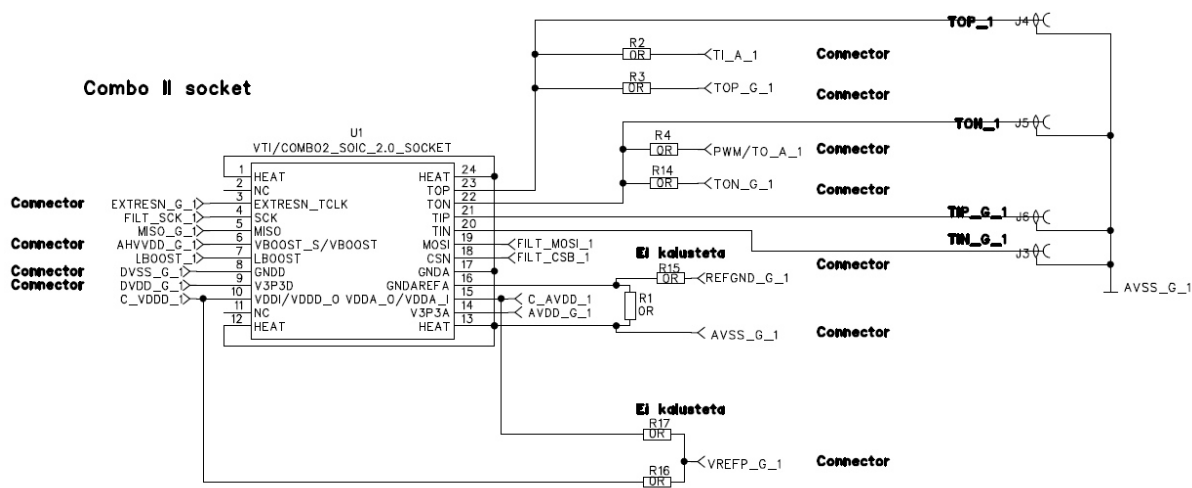 TOP_1 J4
R2
0R TI_A_1 Connector
Combo II socket
R3
0R TOP_G_1 Connector
U1
VTI/COMBO2_SOIC_2.0_SOCKET
TON_1 J5
R4
0R PWM/TO_A_1 Connector
R14
0R TON_G_1 Connector
1 HEAT HEAT 24
2 NC TOP 23
Connector EXTRESN_G_1 3 EXTRESN_TCLK TON 22
FILT_SCK_1 4 SCK TIP 21 TIP_G_1 J6
MISO_G_1 5 MISO TIN 20 TIN_G_1 J3
Connector AHVVDD_G_1 6 VBOOST_S/VBOOST MOSI 19 FILT_MOSI_1
LBOOST_1 7 LBOOST CSN 18 FILT_CSB_1
Connector DVSS_G_1 8 GNDD GNDA 17
Connector DVDD_G_1 9 V3P3D GNDAREFA 16
C_VDDD_1 10 VDDI/VDDD_O VDDA_O/VDDA_I 15 C_AVDD_1
11 NC V3P3A 14 AVDD_G_1
12 HEAT HEAT 13
Ei kalusteta
R15
0R REFGND_G_1 Connector
R1
0R
AVSS_G_1
AVSS_G_1 Connector
Ei kalusteta
R17
0R
VREFP_G_1 Connector
R16
0R